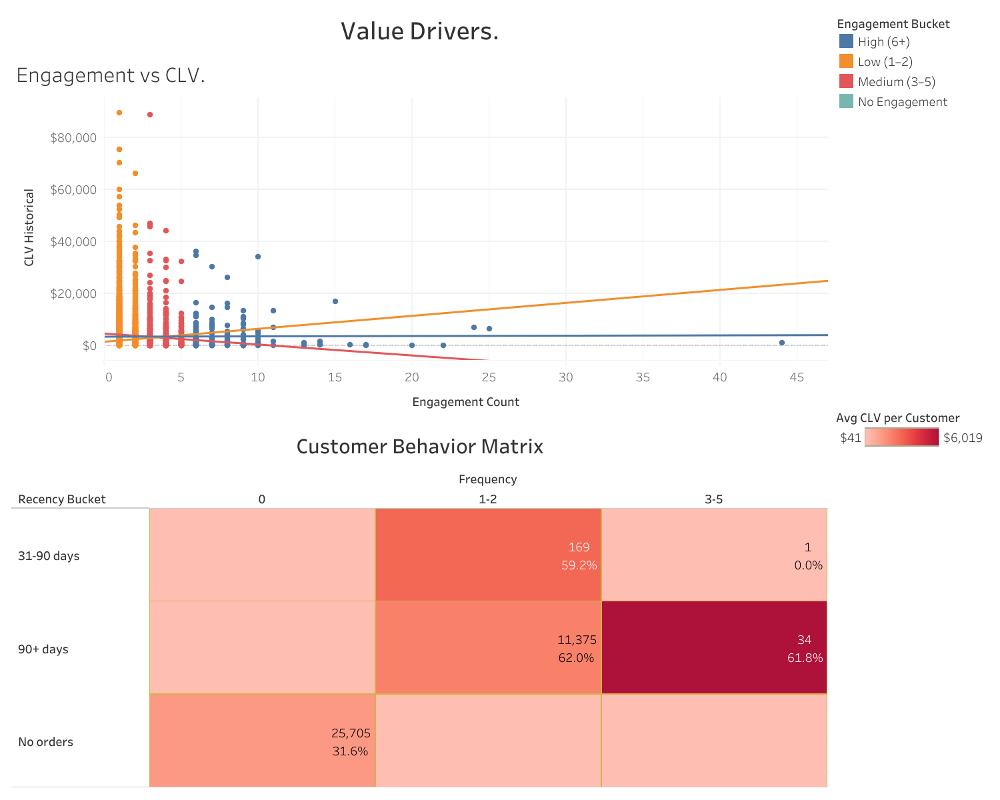 Value Drivers.
Engagement Bucket
High (6+)
Low (1–2)
Medium (3–5)
No Engagement
Engagement vs CLV.
CLV Historical
$80,000
$60,000
$40,000
$20,000
$0
0 5 10 15 20 25 30 35 40 45
Engagement Count
Avg CLV per Customer
$41 $6,019
Customer Behavior Matrix
Frequency
Recency Bucket 0 1-2 3-5
31-90 days
169 1
59.2% 0.0%
90+ days
11,375 34
62.0% 61.8%
No orders
25,705
31.6%